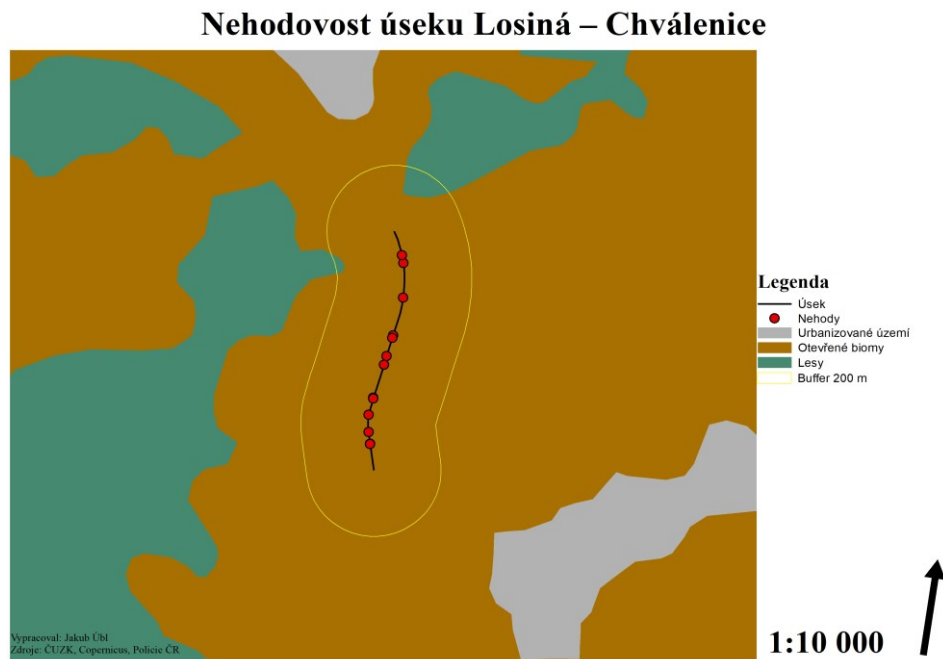 Nehodovost úseku Losiná – Chválenice
Legenda
Úsek
Nehody
Urbanizované území
Otevřené biomy
Lesy
Buffer 200 m
Vypracoval: Jakub Übl
Zdroje: ČUZK, Copernicus, Policie ČR
1:10 000